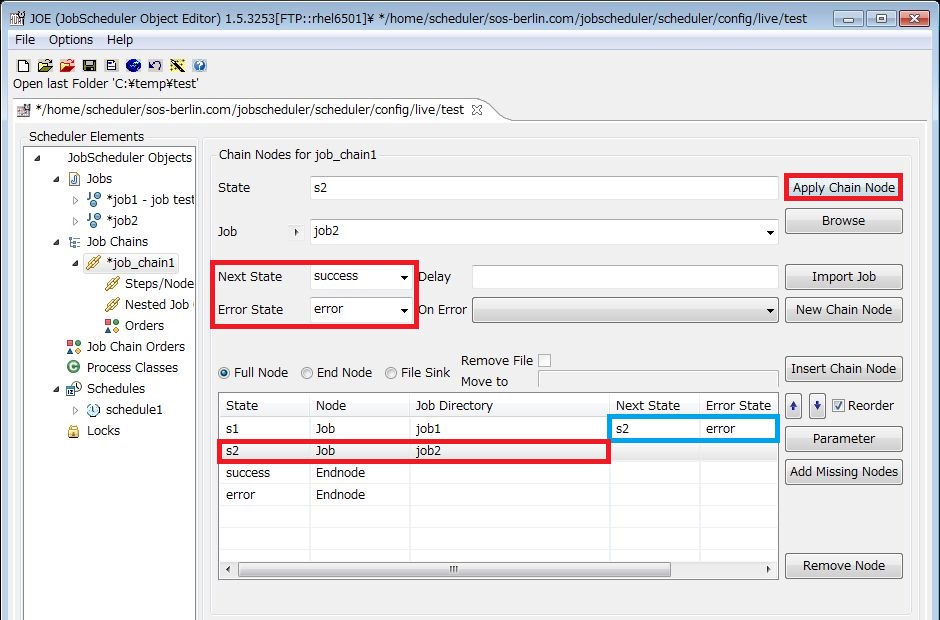 JOE (JobScheduler Object Editor) 1.5.3253[FTP::rhel6501]¥ */home/scheduler/sos-berlin.com/jobscheduler/scheduler/config/live/test
File Options Help
Open last Folder 'C:¥temp¥test'
*/home/scheduler/sos-berlin.com/jobscheduler/scheduler/config/live/test
Scheduler Elements
JobScheduler Objects
Jobs
*job1 - job test
*job2
Job Chains
*job_chain1
Steps/Node
Nested Job
Orders
Job Chain Orders
Process Classes
Schedules
schedule1
Locks
Chain Nodes for job_chain1
State s2 Apply Chain Node
Job job2 Browse
Next State success Delay Import Job
Error State error On Error New Chain Node
Full Node End Node File Sink Remove File
Move to
Insert Chain Node
State Node Job Directory Next State Error State
s1 Job job1 s2 error
s2 Job job2
success Endnode
error Endnode
Reorder
Parameter
Add Missing Nodes
Remove Node